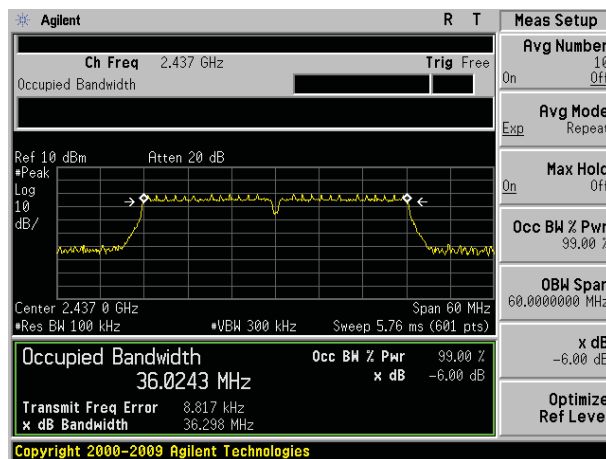 Agilent R T Meas Setup
Avg Number
10
On Off
Ch Freq 2.437 GHz Trig Free
Occupied Bandwidth
Avg Mode
Exp Repeat
Ref 10 dBm Atten 20 dB
#Peak
Log
10
dB/
Max Hold
On Off
Occ BW % Pwr
99.00 %
OBW Span
60.0000000 MHz
Center 2.437 0 GHz Span 60 MHz
#Res BW 100 kHz #VBW 300 kHz Sweep 5.76 ms (601 pts)
x dB
-6.00 dB
Occupied Bandwidth Occ BW % Pwr 99.00 %
36.0243 MHz x dB -6.00 dB
Transmit Freq Error 8.817 kHz
x dB Bandwidth 36.298 MHz
Optimize
Ref Level
Copyright 2000-2009 Agilent Technologies